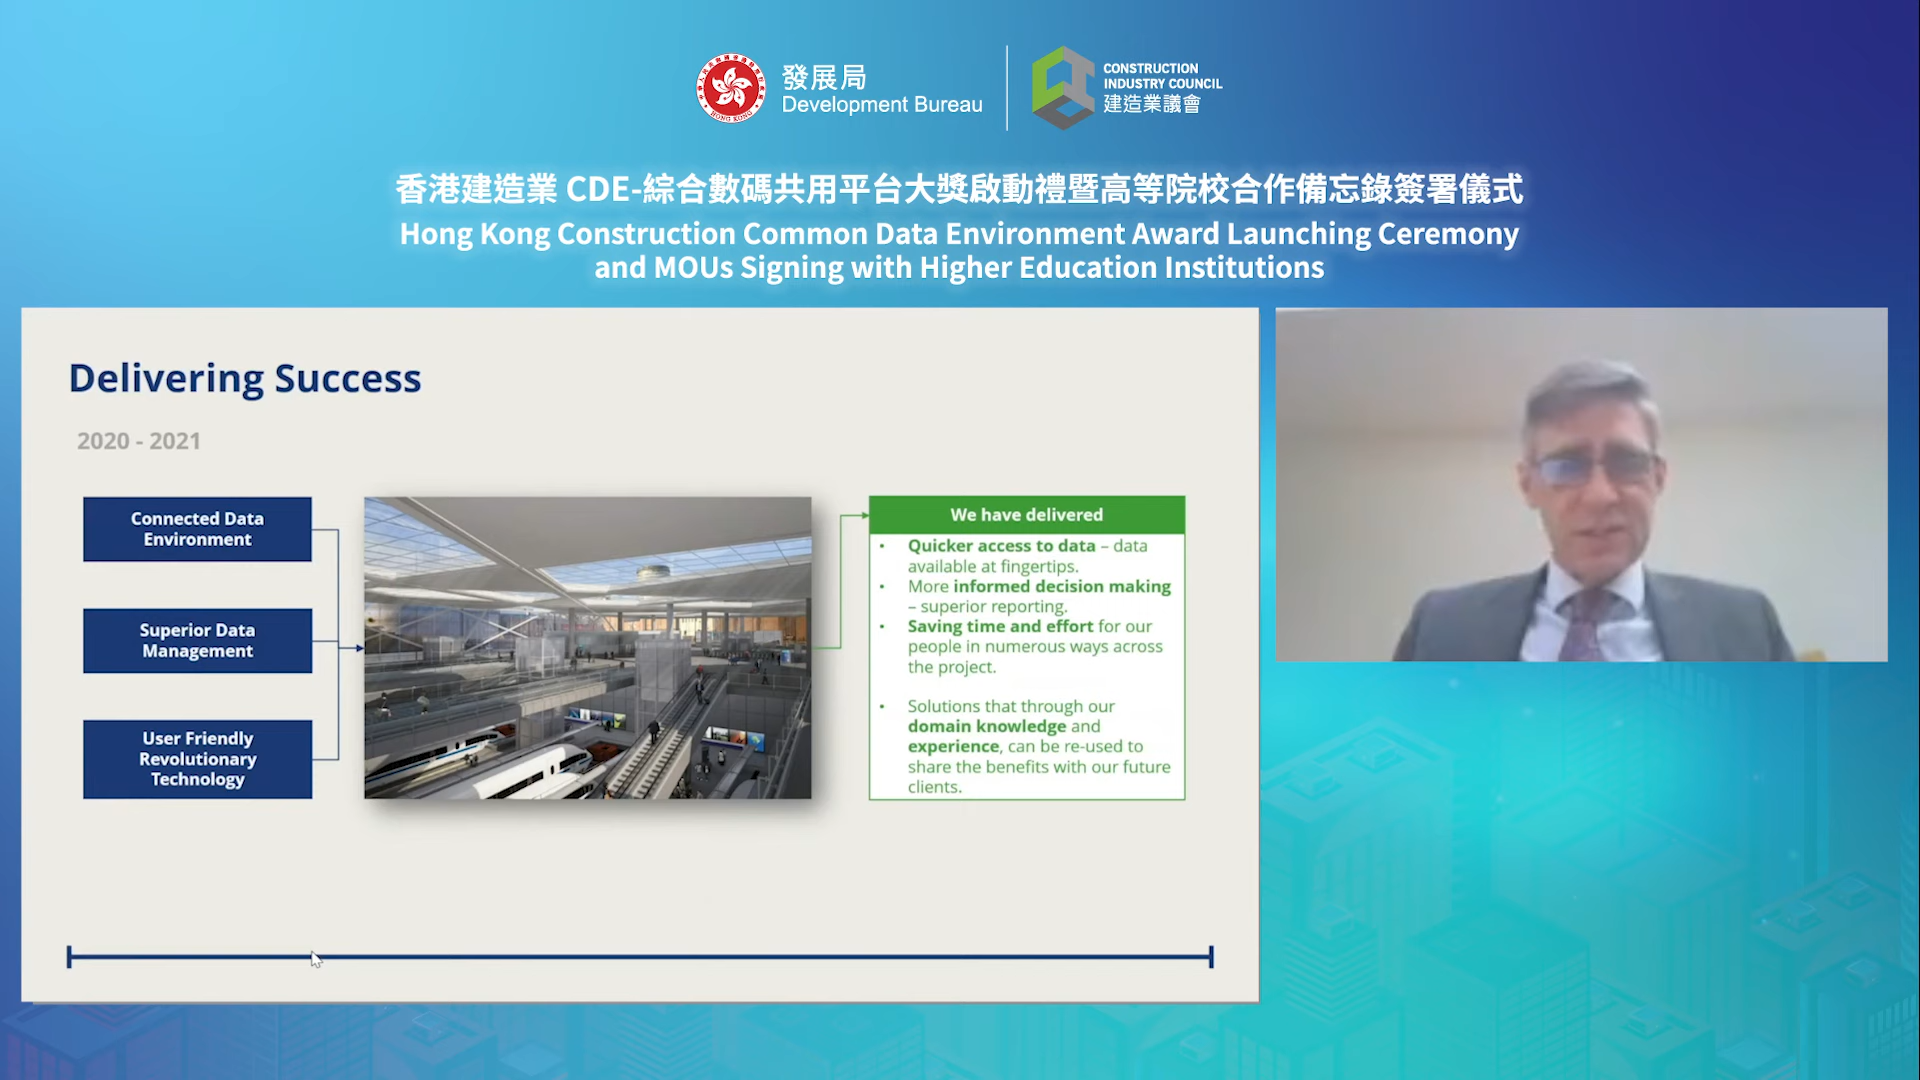 發展局
Development Bureau
CONSTRUCTION
INDUSTRY COUNCIL
建造業議會
HONG KONG
香港建造業 CDE-綜合數碼共用平台大獎啟動禮暨高等院校合作備忘錄簽署儀式
Hong Kong Construction Common Data Environment Award Launching Ceremony
and MOUs Signing with Higher Education Institutions
Delivering Success
2020 - 2021
Connected Data
Environment
Superior Data
Management
User Friendly
Revolutionary
Technology
We have delivered
• Quicker access to data – data
available at fingertips.
• More informed decision making
– superior reporting.
• Saving time and effort for our
people in numerous ways across
the project.
• Solutions that through our
domain knowledge and
experience, can be re-used to
share the benefits with our future
clients.